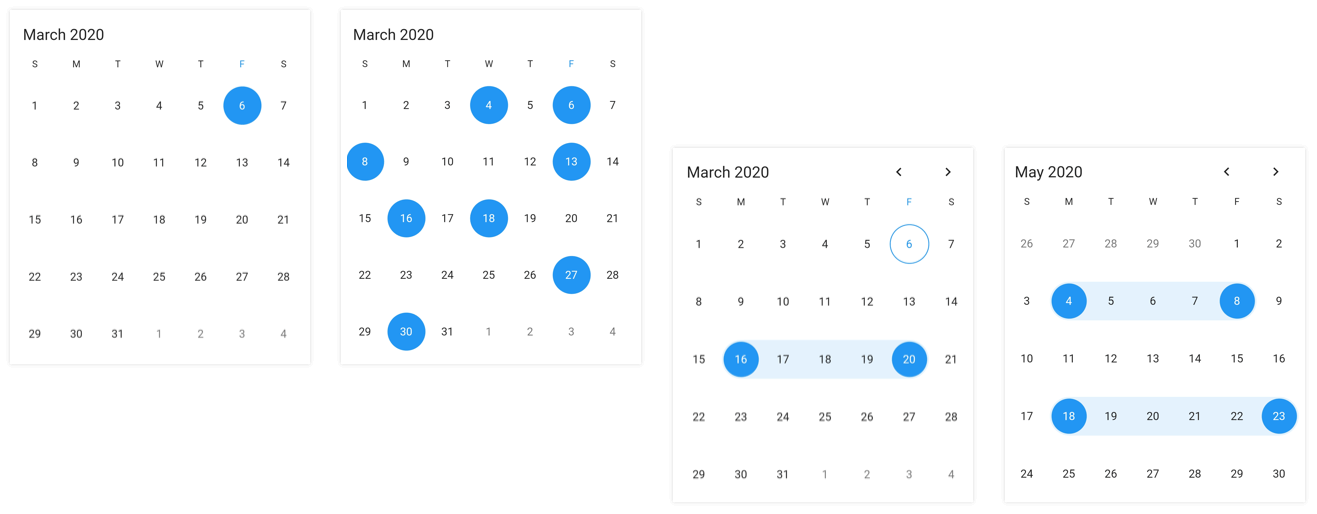 March 2020
S M T W T F S
1 2 3 4 5 6 7
8 9 10 11 12 13 14
15 16 17 18 19 20 21
22 23 24 25 26 27 28
29 30 31 1 2 3 4
March 2020
S M T W T F S
1 2 3 4 5 6 7
8 9 10 11 12 13 14
15 16 17 18 19 20 21
22 23 24 25 26 27 28
29 30 31 1 2 3 4
March 2020
S M T W T F S
1 2 3 4 5 6 7
8 9 10 11 12 13 14
15 16 17 18 19 20 21
22 23 24 25 26 27 28
29 30 31 1 2 3 4
May 2020
S M T W T F S
26 27 28 29 30 1 2
3 4 5 6 7 8 9
10 11 12 13 14 15 16
17 18 19 20 21 22 23
24 25 26 27 28 29 30